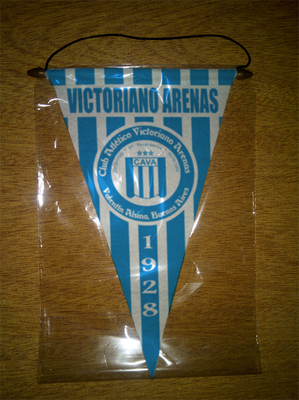 VICTORIANO ARENAS
Club Atlético Victoriano Arenas
CAVA
Valentín Alsina, Buenos Aires
1928